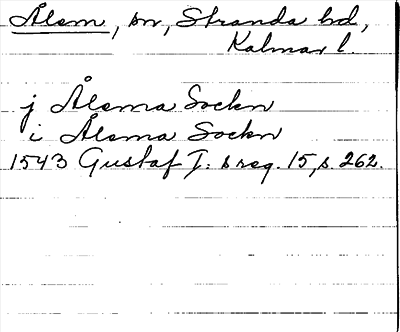 Ålem, sn, Stranda hd,
Kalmar l.
j Ålema Sockn
i Ålema Sockn
1543 Gustaf I: s reg. 15, s. 262.